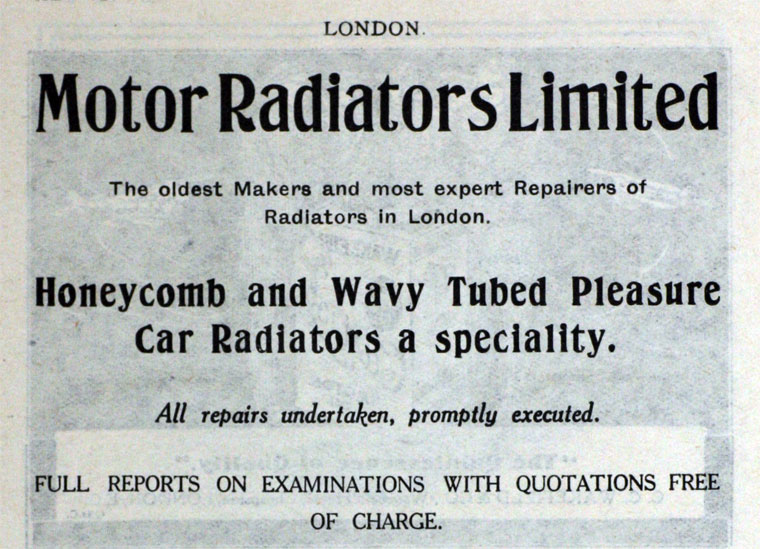 LONDON.
Motor Radiators Limited
The oldest Makers and most expert Repairers of
Radiators in London.
Honeycomb and Wavy Tubed Pleasure
Car Radiators a speciality.
All repairs undertaken, promptly executed.
FULL REPORTS ON EXAMINATIONS WITH QUOTATIONS FREE
OF CHARGE.